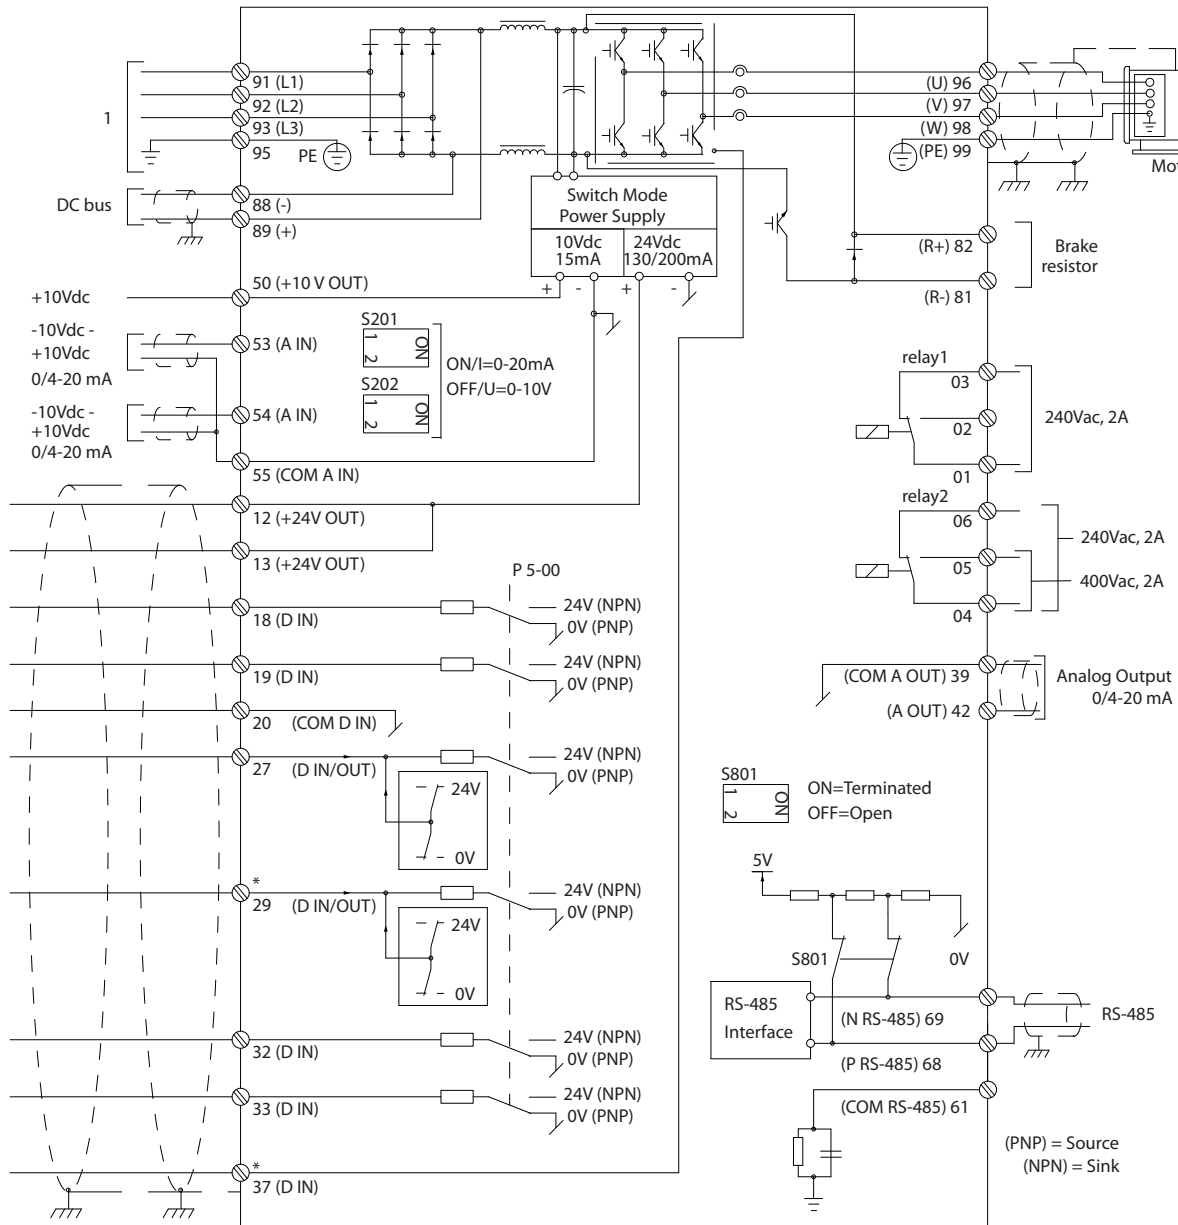 91 (L1)
92 (L2)
93 (L3)
95
PE
1
DC bus
88 (-)
89 (+)
Switch Mode
Power Supply
10Vdc
15mA
24Vdc
130/200mA
+ - + -
(U) 96
(V) 97
(W) 98
(PE) 99
Mot
(R+) 82
(R-) 81
Brake
resistor
+10Vdc
50 (+10 V OUT)
-10Vdc -
+10Vdc
0/4-20 mA
53 (A IN)
S201
1
2
ON
S202
1
2
ON
ON/I=0-20mA
OFF/U=0-10V
-10Vdc -
+10Vdc
0/4-20 mA
54 (A IN)
55 (COM A IN)
12 (+24V OUT)
13 (+24V OUT)
relay1
03
02
01
240Vac, 2A
relay2
06
05
04
240Vac, 2A
400Vac, 2A
P 5-00
18 (D IN)
24V (NPN)
0V (PNP)
19 (D IN)
24V (NPN)
0V (PNP)
20 (COM D IN)
27 (D IN/OUT)
24V (NPN)
0V (PNP)
24V
0V
*
29 (D IN/OUT)
24V (NPN)
0V (PNP)
24V
0V
32 (D IN)
24V (NPN)
0V (PNP)
33 (D IN)
24V (NPN)
0V (PNP)
*
37 (D IN)
(COM A OUT) 39
(A OUT) 42
Analog Output
0/4-20 mA
S801
1
2
ON
ON=Terminated
OFF=Open
5V
S801
0V
RS-485
Interface
(N RS-485) 69
(P RS-485) 68
RS-485
(COM RS-485) 61
(PNP) = Source
(NPN) = Sink